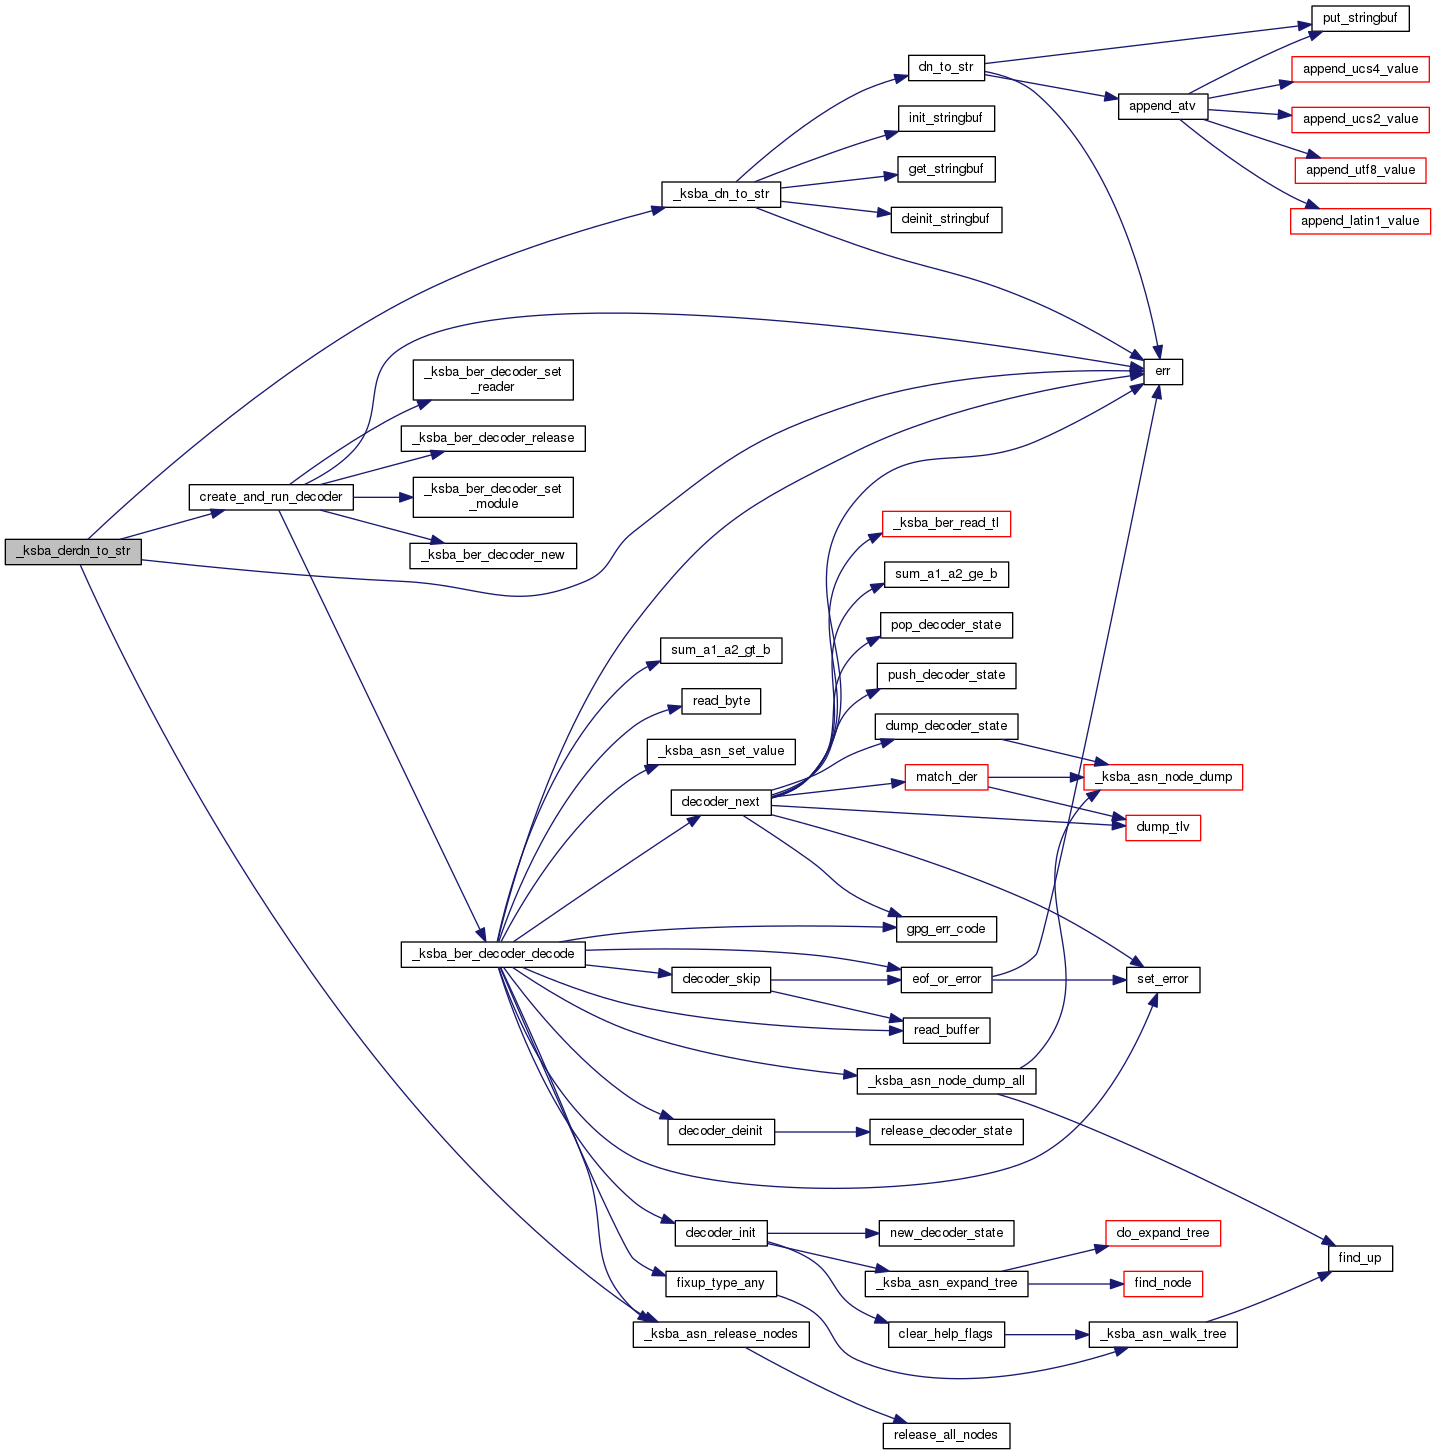 put_stringbuf
dn_to_str
append_ucs4_value
append_atv
init_stringbuf
append_ucs2_value
get_stringbuf
append_utf8_value
_ksba_dn_to_str
deinit_stringbuf
append_latin1_value
_ksba_ber_decoder_set
_reader
err
_ksba_ber_decoder_release
create_and_run_decoder
_ksba_ber_decoder_set
_module
_ksba_ber_read_tl
_ksba_derdn_to_str
_ksba_ber_decoder_new
sum_a1_a2_ge_b
pop_decoder_state
sum_a1_a2_gt_b
push_decoder_state
read_byte
dump_decoder_state
_ksba_asn_set_value
match_der
_ksba_asn_node_dump
decoder_next
dump_tlv
gpg_err_code
_ksba_ber_decoder_decode
decoder_skip
eof_or_error
set_error
read_buffer
_ksba_asn_node_dump_all
decoder_deinit
release_decoder_state
decoder_init
new_decoder_state
do_expand_tree
find_up
fixup_type_any
_ksba_asn_expand_tree
find_node
_ksba_asn_release_nodes
clear_help_flags
_ksba_asn_walk_tree
release_all_nodes